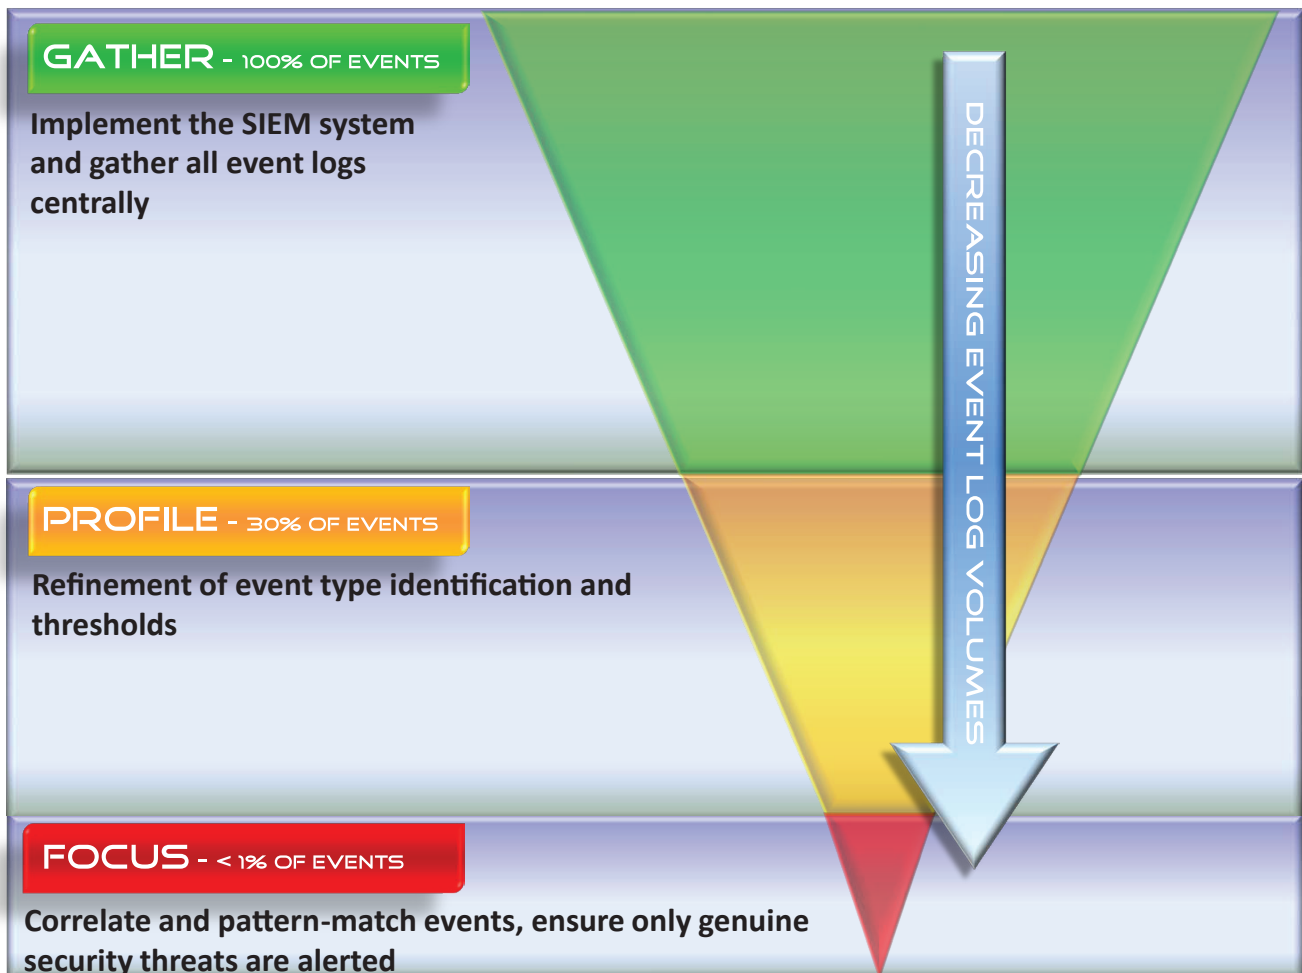 GATHER - 100% OF EVENTS
Implement the SIEM system
and gather all event logs
centrally
DECREASING EVENT LOG VOLUMES
PROFILE - 30% OF EVENTS
Refinement of event type identification and
thresholds
FOCUS - < 1% OF EVENTS
Correlate and pattern-match events, ensure only genuine
security threats are alerted